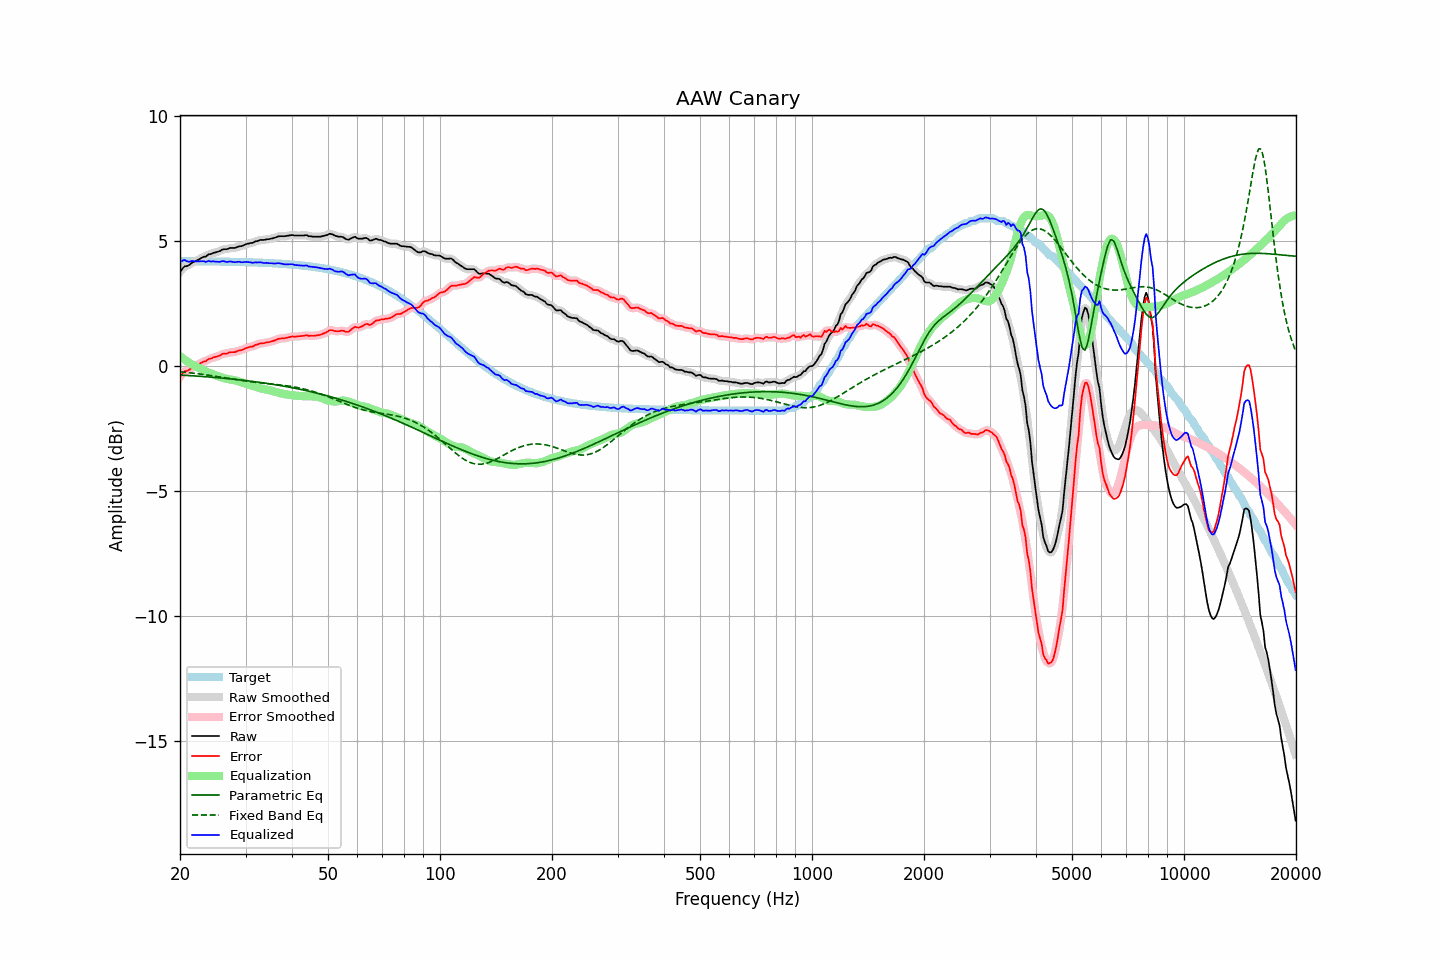 AAW Canary
10
5
0
−5
−10
−15
Amplitude (dBr)
Target
Raw Smoothed
Error Smoothed
Raw
Error
Equalization
Parametric Eq
Fixed Band Eq
Equalized
20 50 100 200 500 1000 2000 5000 10000 20000
Frequency (Hz)